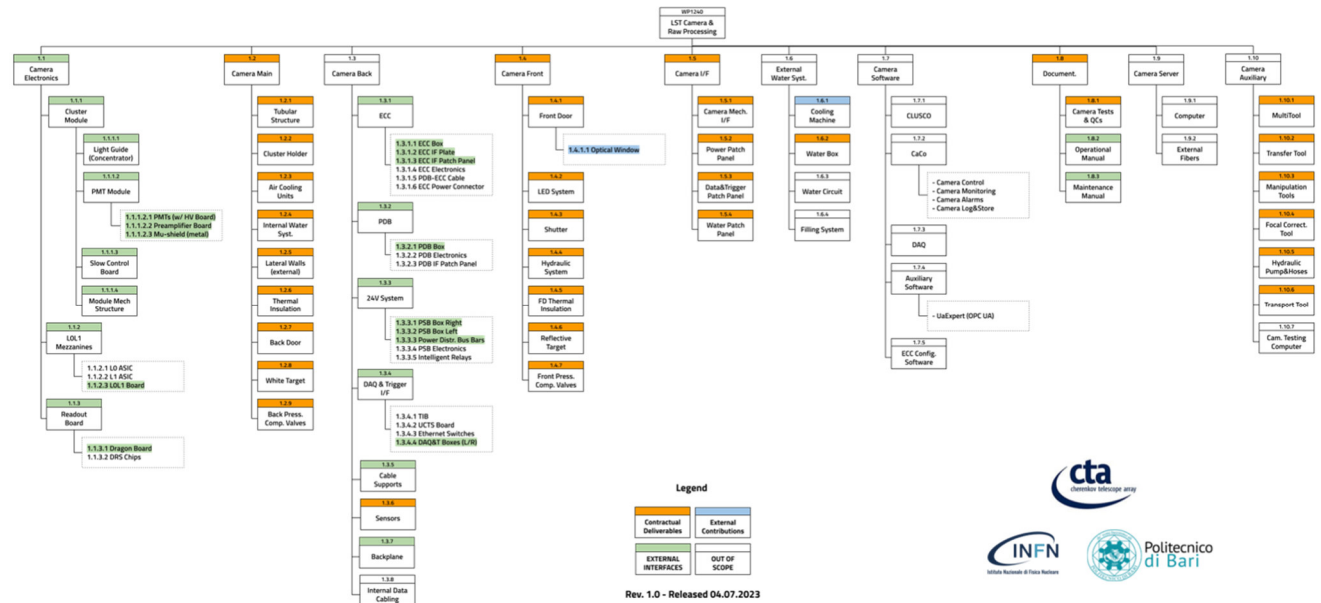 WP1240
LST Camera &
Raw Processing
1.1
Camera
Electronics
1.1.1
Cluster
Module
1.1.1.1
Light Guide
(Concentrator)
1.1.1.2
PMT Module
1.1.1.2.1 PMTs (w/ HV Board)
1.1.1.2.2 Preamplifier Board
1.1.1.2.3 Mu-shield (metal)
1.1.1.3
Slow Control
Board
1.1.1.4
Module Mech
Structure
1.1.2
L0L1
Mezzanines
1.1.2.1 L0 ASIC
1.1.2.2 L1 ASIC
1.1.2.3 L0L1 Board
1.1.3
Readout
Board
1.1.3.1 Dragon Board
1.1.3.2 DRS Chips
1.2
Camera Main
1.2.1
Tubular
Structure
1.2.2
Cluster Holder
1.2.3
Air Cooling
Units
1.2.4
Internal Water
Syst.
1.2.5
Lateral Walls
(external)
1.2.6
Thermal
Insulation
1.2.7
Back Door
1.2.8
White Target
1.2.9
Back Press.
Comp. Valves
1.3
Camera Back
1.3.1
ECC
1.3.1.1 ECC Box
1.3.1.2 ECC IF Plate
1.3.1.3 ECC IF Patch Panel
1.3.1.4 ECC Electronics
1.3.1.5 PDB-ECC Cable
1.3.1.6 ECC Power Connector
1.3.2
PDB
1.3.2.1 PDB Box
1.3.2.2 PDB Electronics
1.3.2.3 PDB IF Patch Panel
1.3.3
24V System
1.3.3.1 PSB Box Right
1.3.3.2 PSB Box Left
1.3.3.3 Power Distr. Bus Bars
1.3.3.4 PSB Electronics
1.3.3.5 Intelligent Relays
1.3.4
DAQ & Trigger
I/F
1.3.4.1 TIB
1.3.4.2 UCTS Board
1.3.4.3 Ethernet Switches
1.3.4.4 DAQ&T Boxes (L/R)
1.3.5
Cable
Supports
1.3.6
Sensors
1.3.7
Backplane
1.3.8
Internal Data
Cabling
1.4
Camera Front
1.4.1
Front Door
1.4.1.1 Optical Window
1.4.2
LED System
1.4.3
Shutter
1.4.4
Hydraulic
System
1.4.5
FD Thermal
Insulation
1.4.6
Reflective
Target
1.4.7
Front Press.
Comp. Valves
1.5
Camera I/F
1.5.1
Camera Mech.
I/F
1.5.2
Power Patch
Panel
1.5.3
Data&Trigger
Patch Panel
1.5.4
Water Patch
Panel
1.6
External
Water Syst.
1.6.1
Cooling
Machine
1.6.2
Water Box
1.6.3
Water Circuit
1.6.4
Filling System
1.7
Camera
Software
1.7.1
CLUSCO
1.7.2
CaCo
- Camera Control
- Camera Monitoring
- Camera Alarms
- Camera Log&Store
1.7.3
DAQ
1.7.4
Auxiliary
Software
- UaExpert (OPC UA)
1.7.5
ECC Config.
Software
1.8
Document.
1.8.1
Camera Tests
& QCs
1.8.2
Operational
Manual
1.8.3
Maintenance
Manual
1.9
Camera Server
1.9.1
Computer
1.9.2
External
Fibers
1.10
Camera
Auxiliary
1.10.1
MultiTool
1.10.2
Transfer Tool
1.10.3
Manipulation
Tools
1.10.4
Focal Correct.
Tool
1.10.5
Hydraulic
Pump&Hoses
1.10.6
Transport Tool
1.10.7
Cam. Testing
Computer
Legend
Contractual
Deliverables
External
Contributions
EXTERNAL
INTERFACES
OUT OF
SCOPE
Rev. 1.0 - Released 04.07.2023
cta
cherenkov telescope array
INFN
Istituto Nazionale di Fisica Nucleare
Politecnico
di Bari